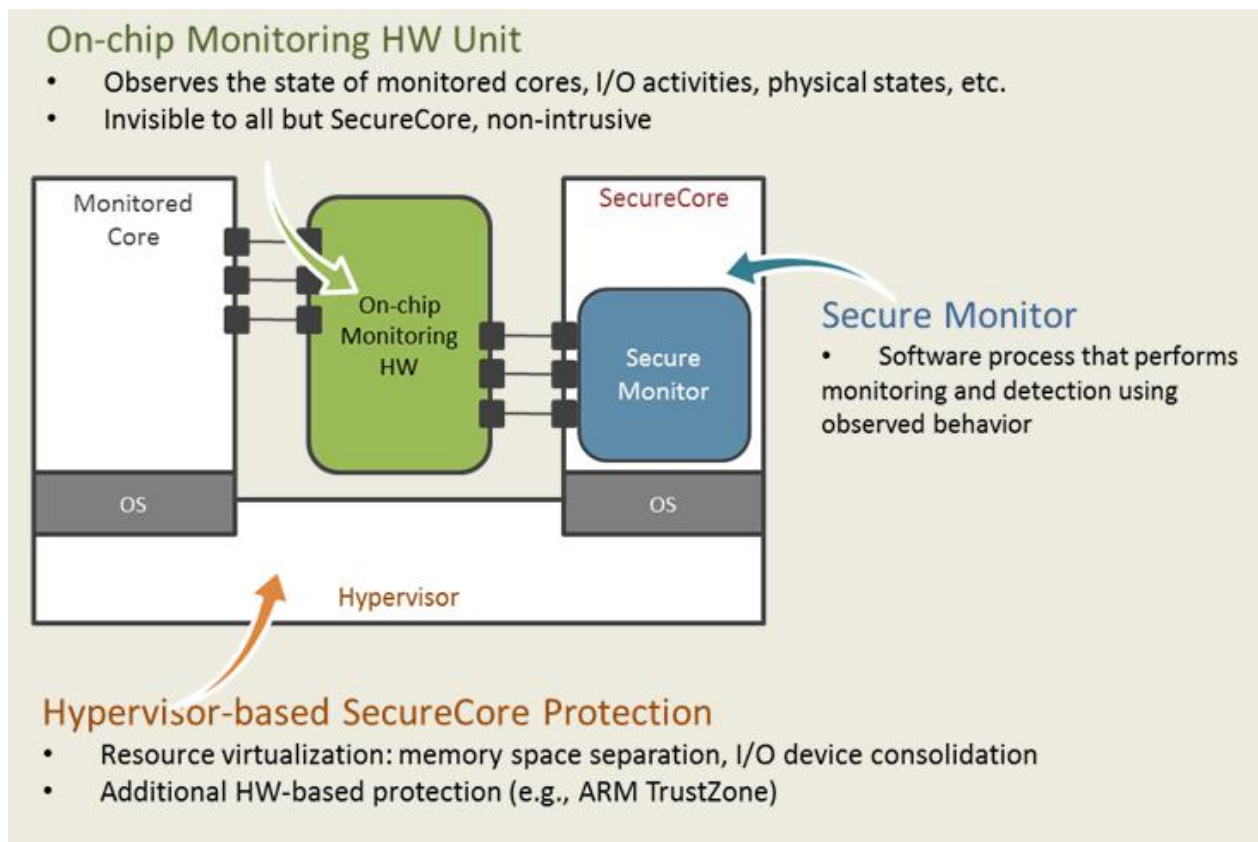 On-chip Monitoring HW Unit
• Observes the state of monitored cores, I/O activities, physical states, etc.
• Invisible to all but SecureCore, non-intrusive
Monitored
Core
On-chip
Monitoring
HW
SecureCore
Secure
Monitor
Secure Monitor
• Software process that performs
monitoring and detection using
observed behavior
OS
OS
Hypervisor
Hypervisor-based SecureCore Protection
• Resource virtualization: memory space separation, I/O device consolidation
• Additional HW-based protection (e.g., ARM TrustZone)